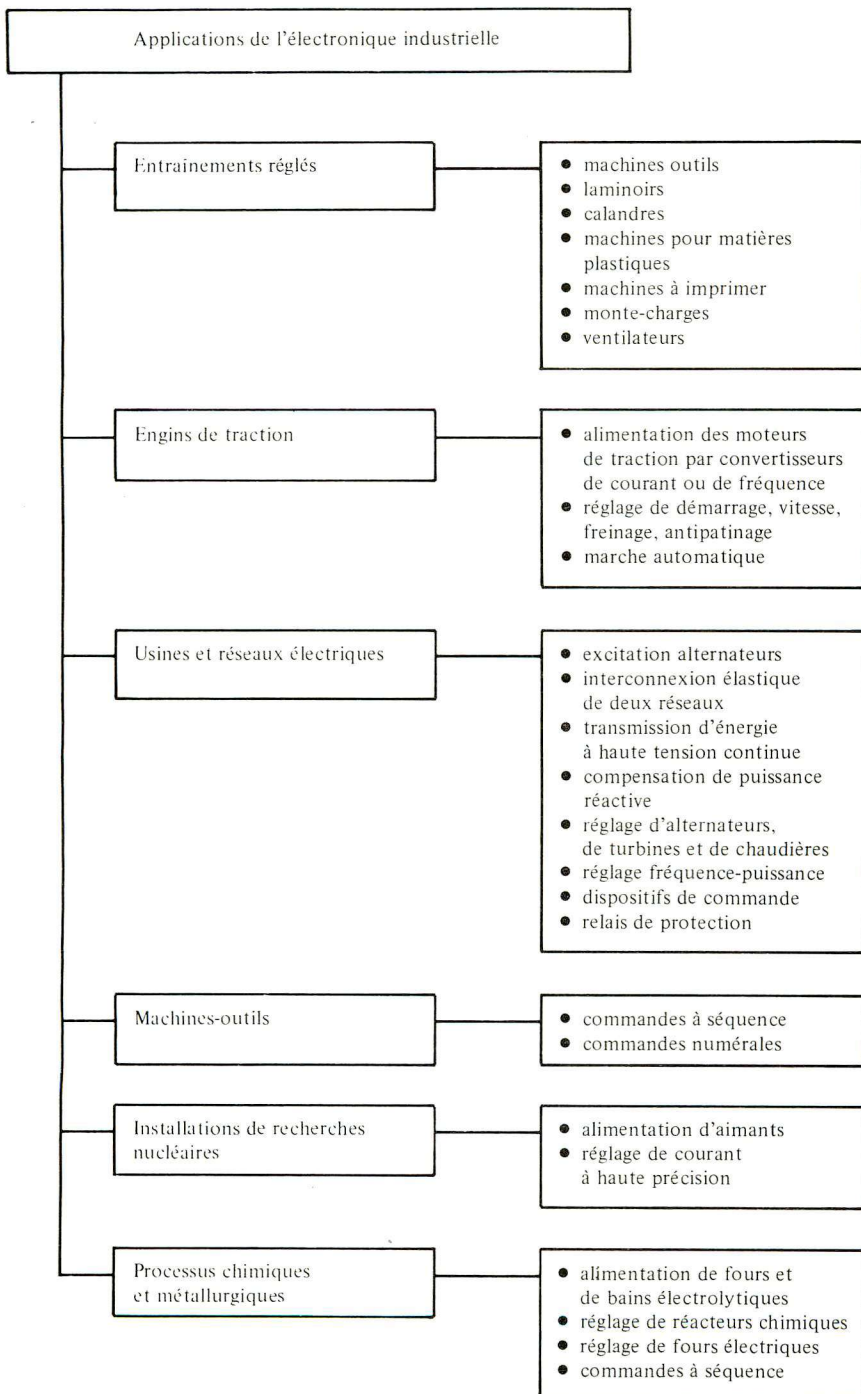 Applications de l'électronique industrielle
Entraînements réglés
● machines outils
● laminoirs
● calandres
● machines pour matières
plastiques
● machines à imprimer
● monte-charges
● ventilateurs
Engins de traction
● alimentation des moteurs
de traction par convertisseurs
de courant ou de fréquence
● réglage de démarrage, vitesse,
freinage, antipatinage
● marche automatique
Usines et réseaux électriques
● excitation alternateurs
● interconnexion élastique
de deux réseaux
● transmission d'énergie
à haute tension continue
● compensation de puissance
réactive
● réglage d'alternateurs,
de turbines et de chaudières
● réglage fréquence-puissance
● dispositifs de commande
● relais de protection
Machines-outils
● commandes à séquence
● commandes numérales
Installations de recherches
nucléaires
● alimentation d'aimants
● réglage de courant
à haute précision
Processus chimiques
et métallurgiques
● alimentation de fours et
de bains électrolytiques
● réglage de réacteurs chimiques
● réglage de fours électriques
● commandes à séquence